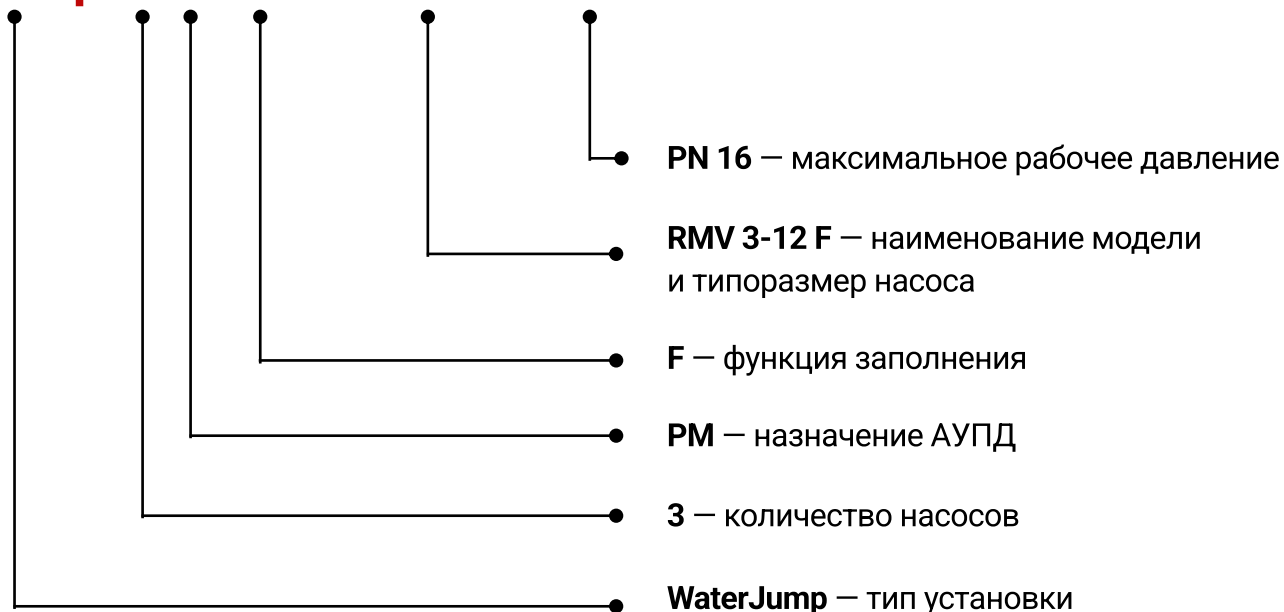 PN 16 — максимальное рабочее давление
RMV 3-12 F — наименование модели
и типоразмер насоса
F — функция заполнения
PM — назначение АУПД
3 — количество насосов
WaterJump — тип установки